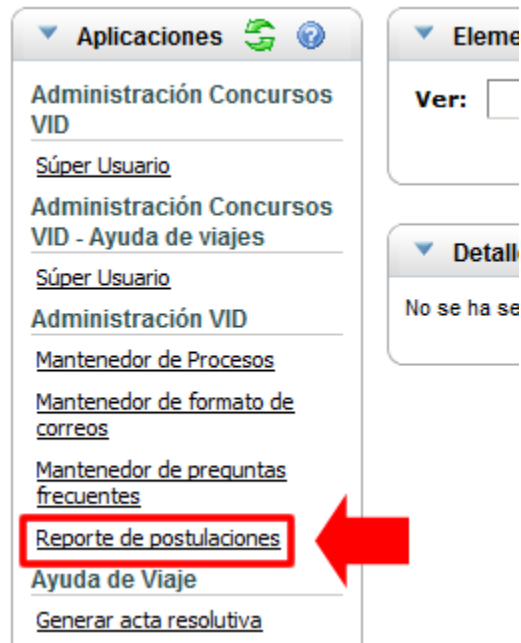 Aplicaciones
Administración Concursos
VID
Súper Usuario
Administración Concursos
VID - Ayuda de viajes
Súper Usuario
Administración VID
Mantenedor de Procesos
Mantenedor de formato de
correos
Mantenedor de preguntas
frecuentes
Reporte de postulaciones
Ayuda de Viaje
Generar acta resolutiva
Eleme
Ver:
Detall
No se ha se